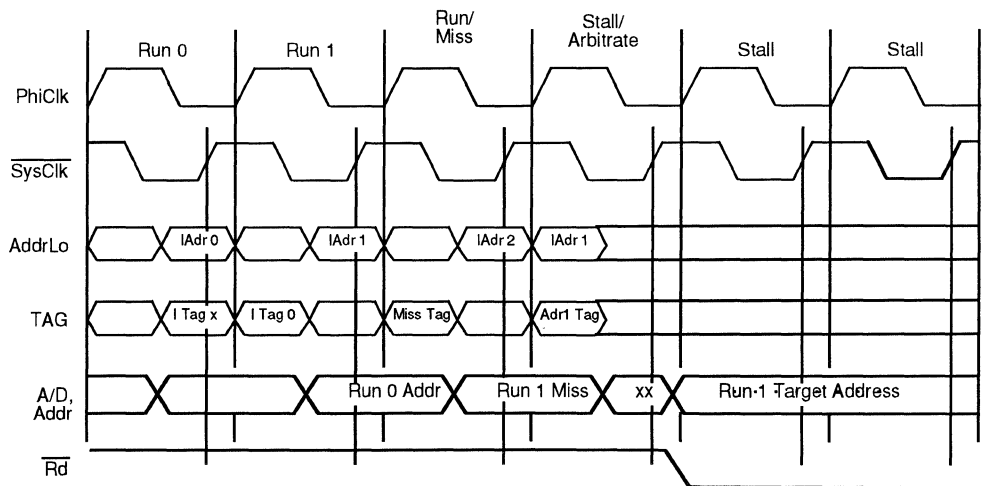 Run 0
Run 1
Run/
Miss
Stall/
Arbitrate
Stall
Stall
PhiClk
SysClk
AddrLo
IAdr 0
IAdr 1
IAdr 2
IAdr 1
TAG
I Tag x
I Tag 0
Miss Tag
Adr1 Tag
A/D,
Addr
Run 0 Addr
Run 1 Miss
xx
Run 1 Target Address
Rd